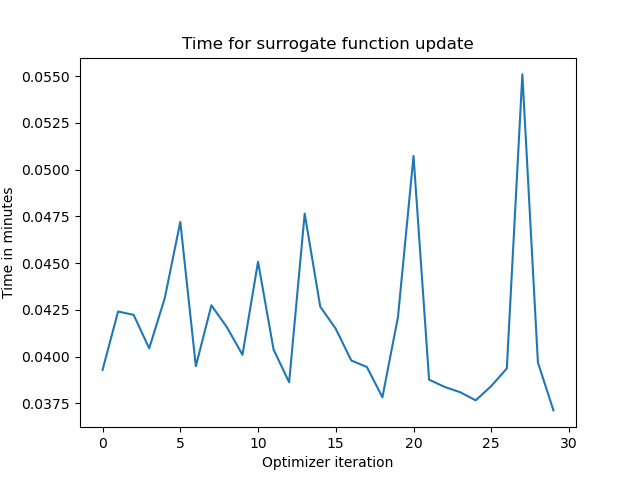 Time for surrogate function update
0.0550
0.0525
0.0500
0.0475
0.0450
0.0425
0.0400
0.0375
Time in minutes
0 5 10 15 20 25 30
Optimizer iteration